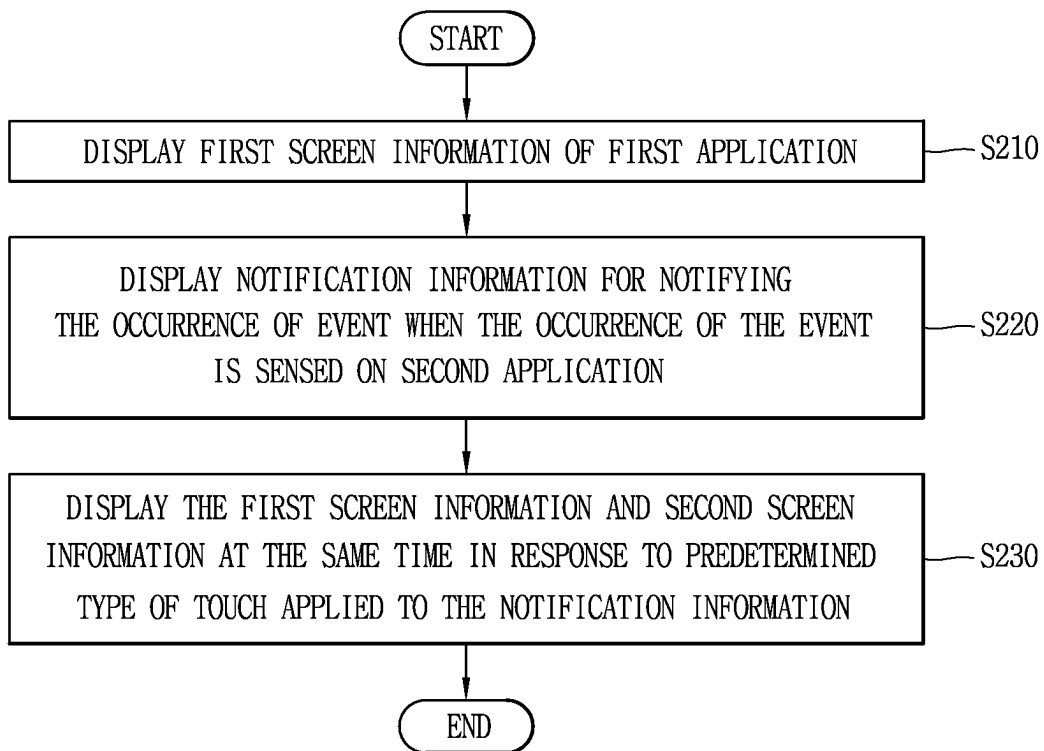 START
DISPLAY FIRST SCREEN INFORMATION OF FIRST APPLICATION
S210
DISPLAY NOTIFICATION INFORMATION FOR NOTIFYING
THE OCCURRENCE OF EVENT WHEN THE OCCURRENCE OF THE EVENT
IS SENSED ON SECOND APPLICATION
S220
DISPLAY THE FIRST SCREEN INFORMATION AND SECOND SCREEN
INFORMATION AT THE SAME TIME IN RESPONSE TO PREDETERMINED
TYPE OF TOUCH APPLIED TO THE NOTIFICATION INFORMATION
S230
END